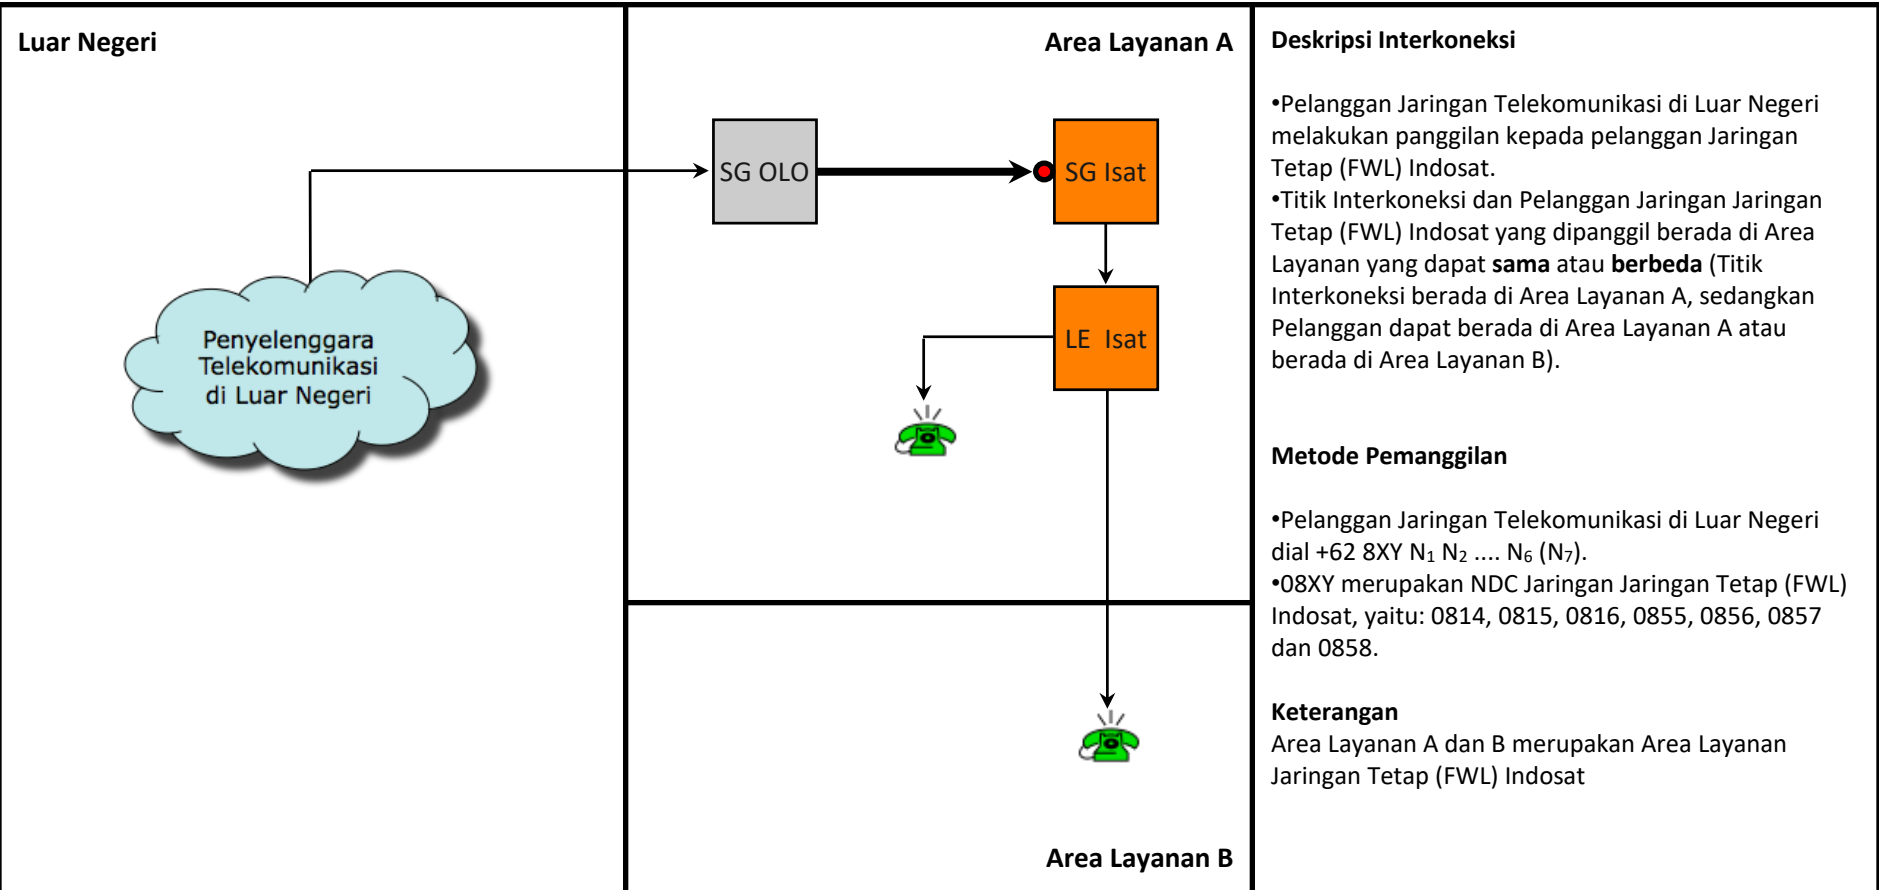 Luar Negeri
Penyelenggara
Telekomunikasi
di Luar Negeri
Area Layanan A
SG OLO
SG Isat
LE Isat
Area Layanan B
Deskripsi Interkoneksi
•Pelanggan Jaringan Telekomunikasi di Luar Negeri
melakukan panggilan kepada pelanggan Jaringan
Tetap (FWL) Indosat.
•Titik Interkoneksi dan Pelanggan Jaringan Jaringan
Tetap (FWL) Indosat yang dipanggil berada di Area
Layanan yang dapat sama atau berbeda (Titik
Interkoneksi berada di Area Layanan A, sedangkan
Pelanggan dapat berada di Area Layanan A atau
berada di Area Layanan B).
Metode Pemanggilan
•Pelanggan Jaringan Telekomunikasi di Luar Negeri
dial +62 8XY N₁ N₂ .... N₆ (N₇).
•08XY merupakan NDC Jaringan Jaringan Tetap (FWL)
Indosat, yaitu: 0814, 0815, 0816, 0855, 0856, 0857
dan 0858.
Keterangan
Area Layanan A dan B merupakan Area Layanan
Jaringan Tetap (FWL) Indosat